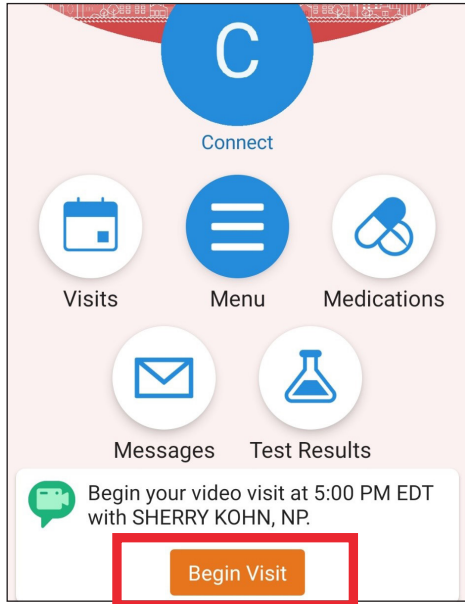 C
Connect
Visits
Menu
Medications
Messages
Test Results
Begin your video visit at 5:00 PM EDT
with SHERRY KOHN, NP.
Begin Visit